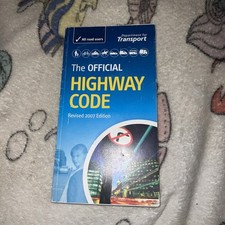 All road users
Department for
Transport
The OFFICIAL
HIGHWAY
CODE
Revised 2007 Edition